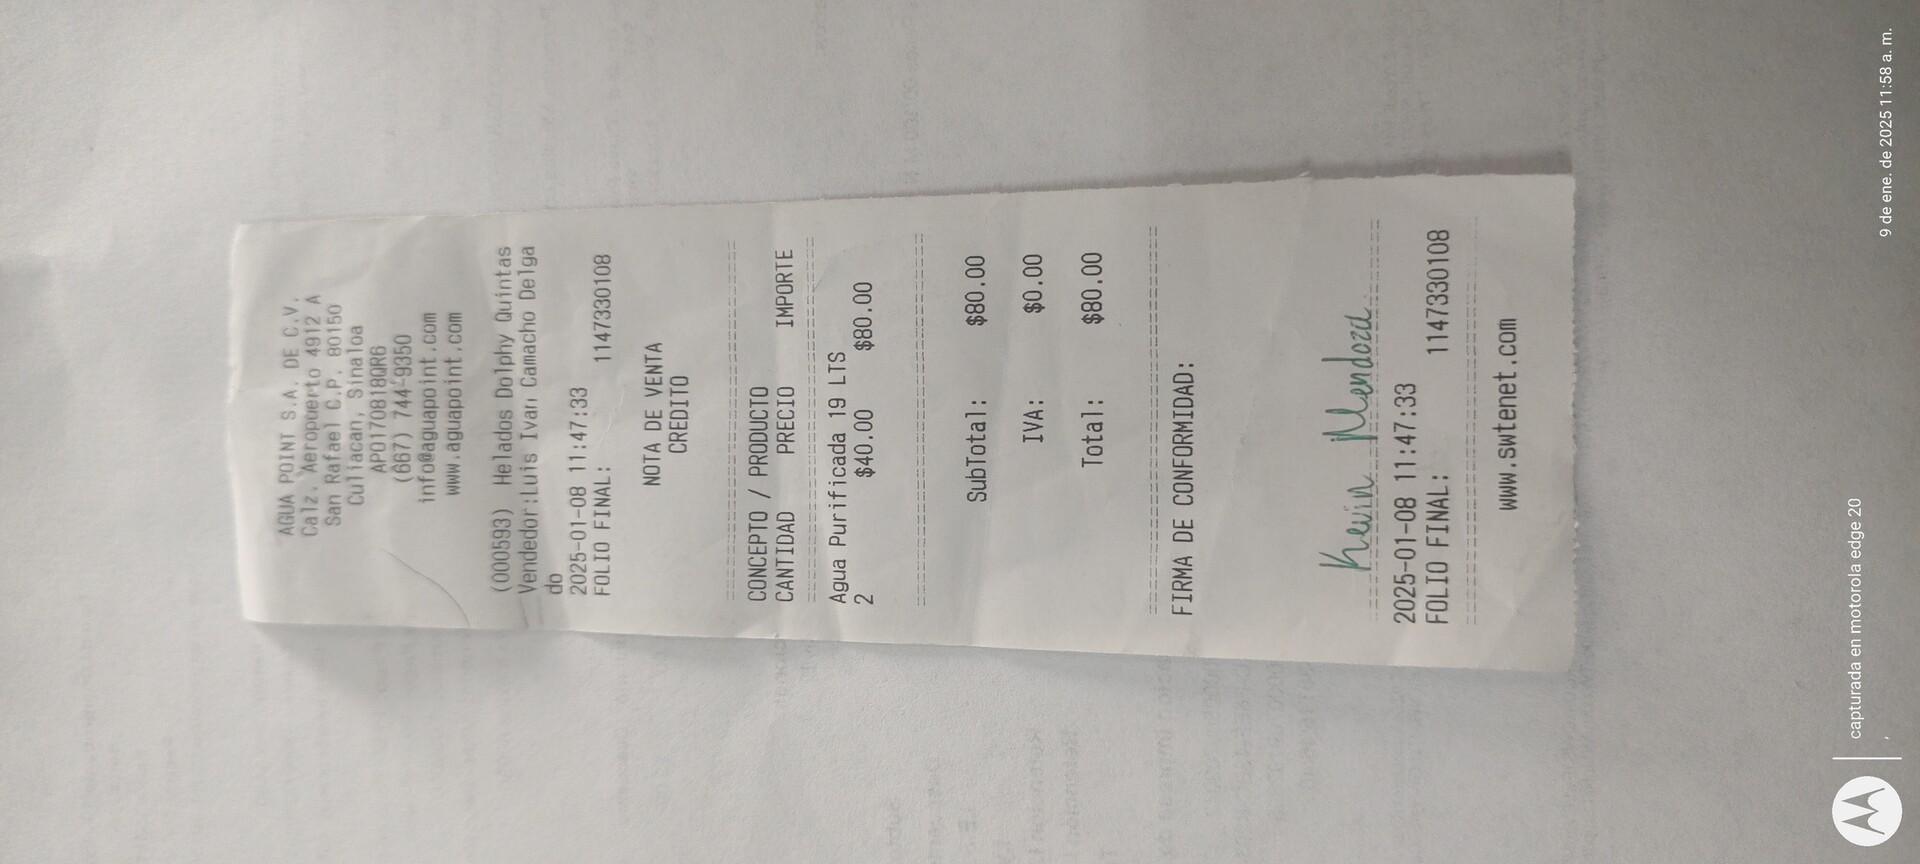 AGUA POINT S.A. DE C.V.
Calz. Aeropuerto 4912 A
San Rafael C.P. 80150
Culiacan, Sinaloa
APO170818QR6
(667) 744-9350
info@aguapoint.com
www.aguapoint.com
(000593) Helados Dolphy Quintas
Vendedor:Luis Ivan Camacho Delga
do
2025-01-08 11:47:33
FOLIO FINAL: 1147330108
NOTA DE VENTA
CREDITO
CONCEPTO / PRODUCTO
CANTIDAD PRECIO IMPORTE
Agua Purificada 19 LTS
2 $40.00 $80.00
SubTotal: $80.00
IVA: $0.00
Total: $80.00
FIRMA DE CONFORMIDAD:
Kevin Mendoza
2025-01-08 11:47:33
FOLIO FINAL: 1147330108
www.swtenet.com
capturada en motorola edge 20
9 de ene. de 2025 11:58 a. m.